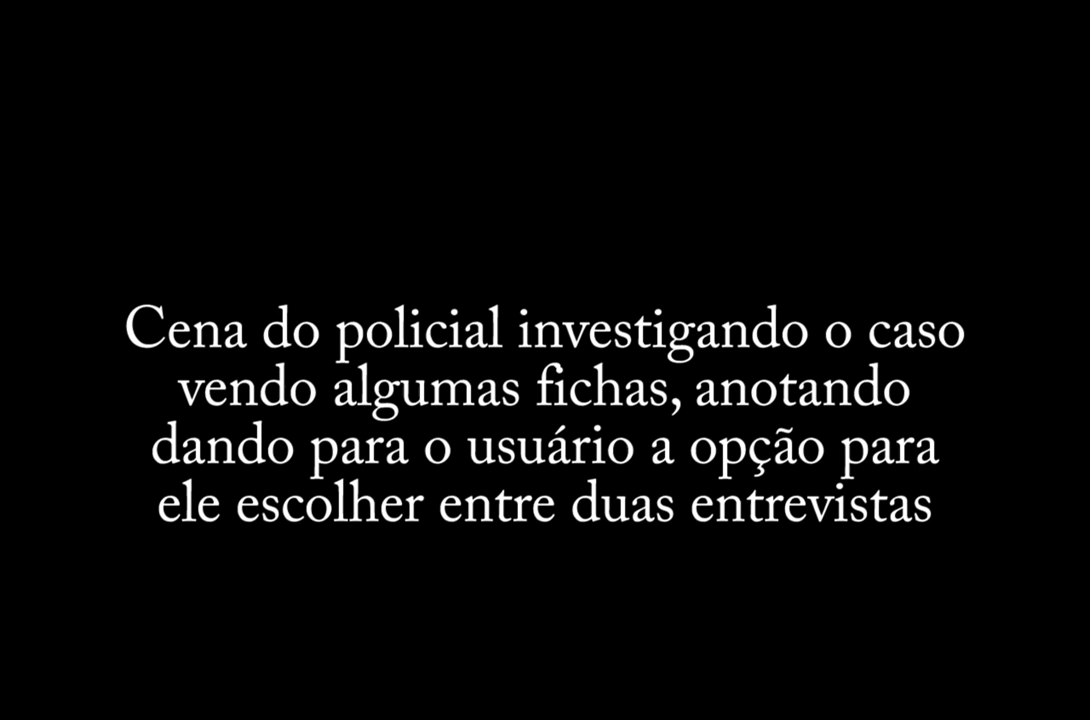 Cena do policial investigando o caso
vendo algumas fichas, anotando
dando para o usuário a opção para
ele escolher entre duas entrevistas